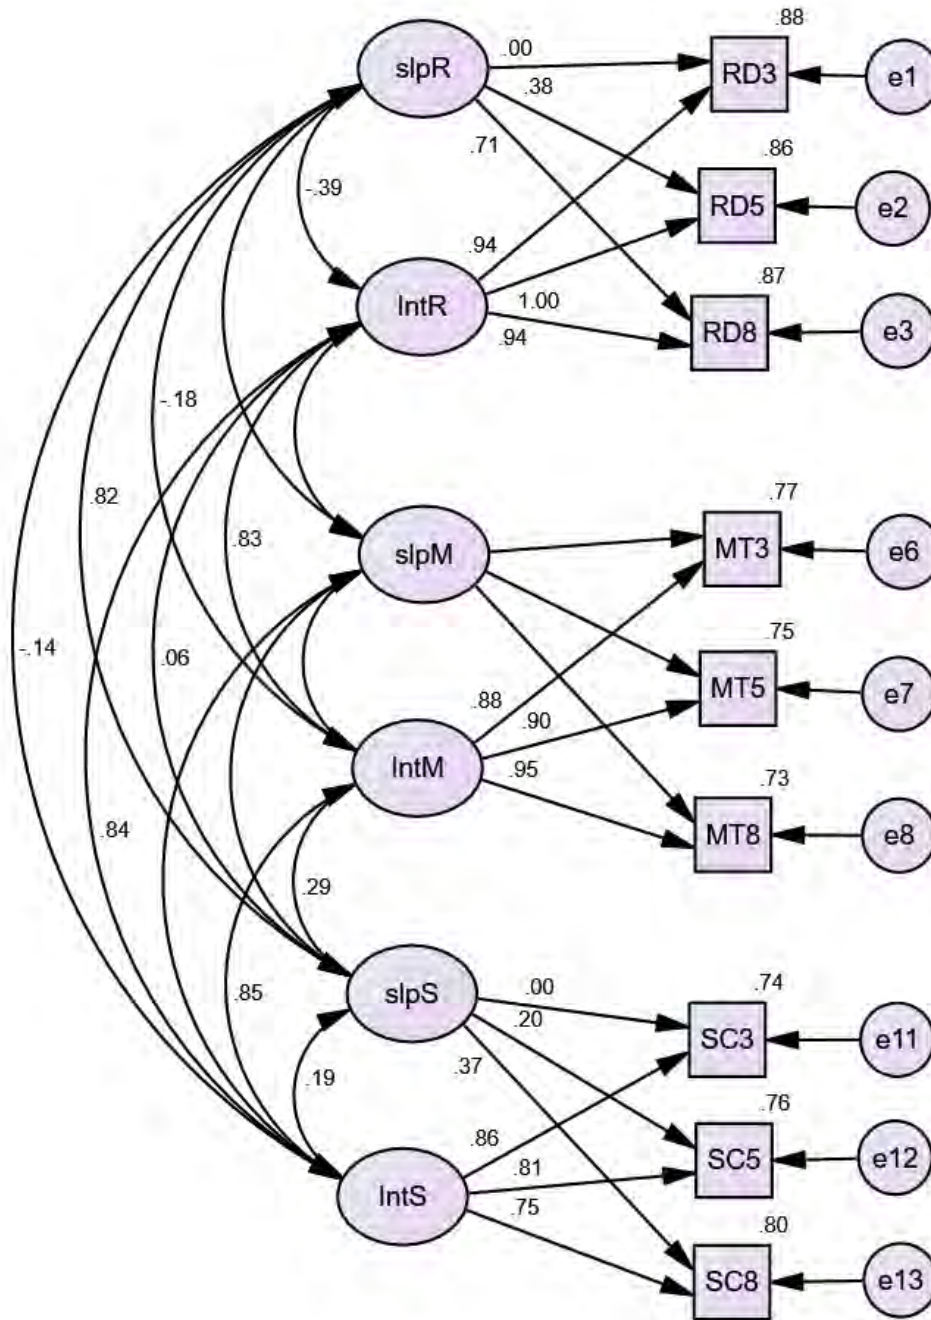 .88
slpR
.00
RD3
e1
.38
.71
.86
-.39
RD5
e2
.94
.87
IntR
1.00
RD8
e3
.94
-.18
.77
.82
.83
slpM
MT3
e6
-.14
.06
.75
MT5
e7
.88
.90
IntM
.95
.73
.84
MT8
e8
.29
.85
slpS
.00
.74
.20
SC3
e11
.37
.19
.76
.86
.81
SC5
e12
IntS
.75
.80
SC8
e13